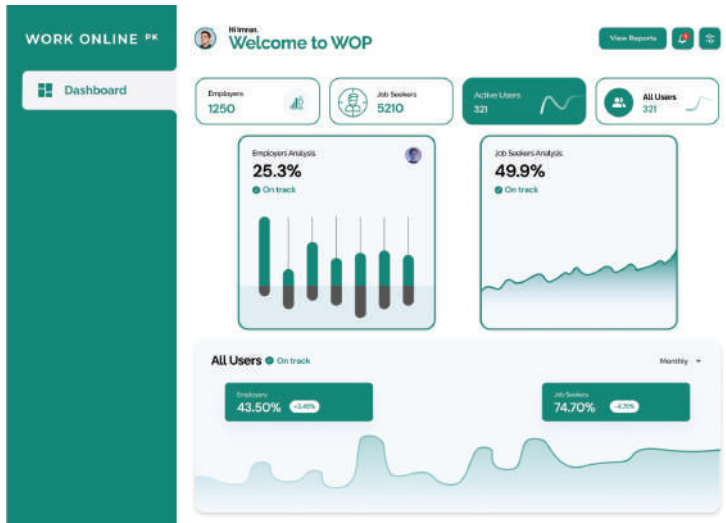 WORK ONLINE PK
Dashboard
Hi Imran,
Welcome to WOP
View Reports
Employers
1250
Job Seekers
5210
Active Users
321
All Users
321
Employers Analysis
25.3%
On track
Job Seekers Analysis
49.9%
On track
All Users On track
Monthly
Employers
43.50% +2.45%
Job Seekers
74.70%